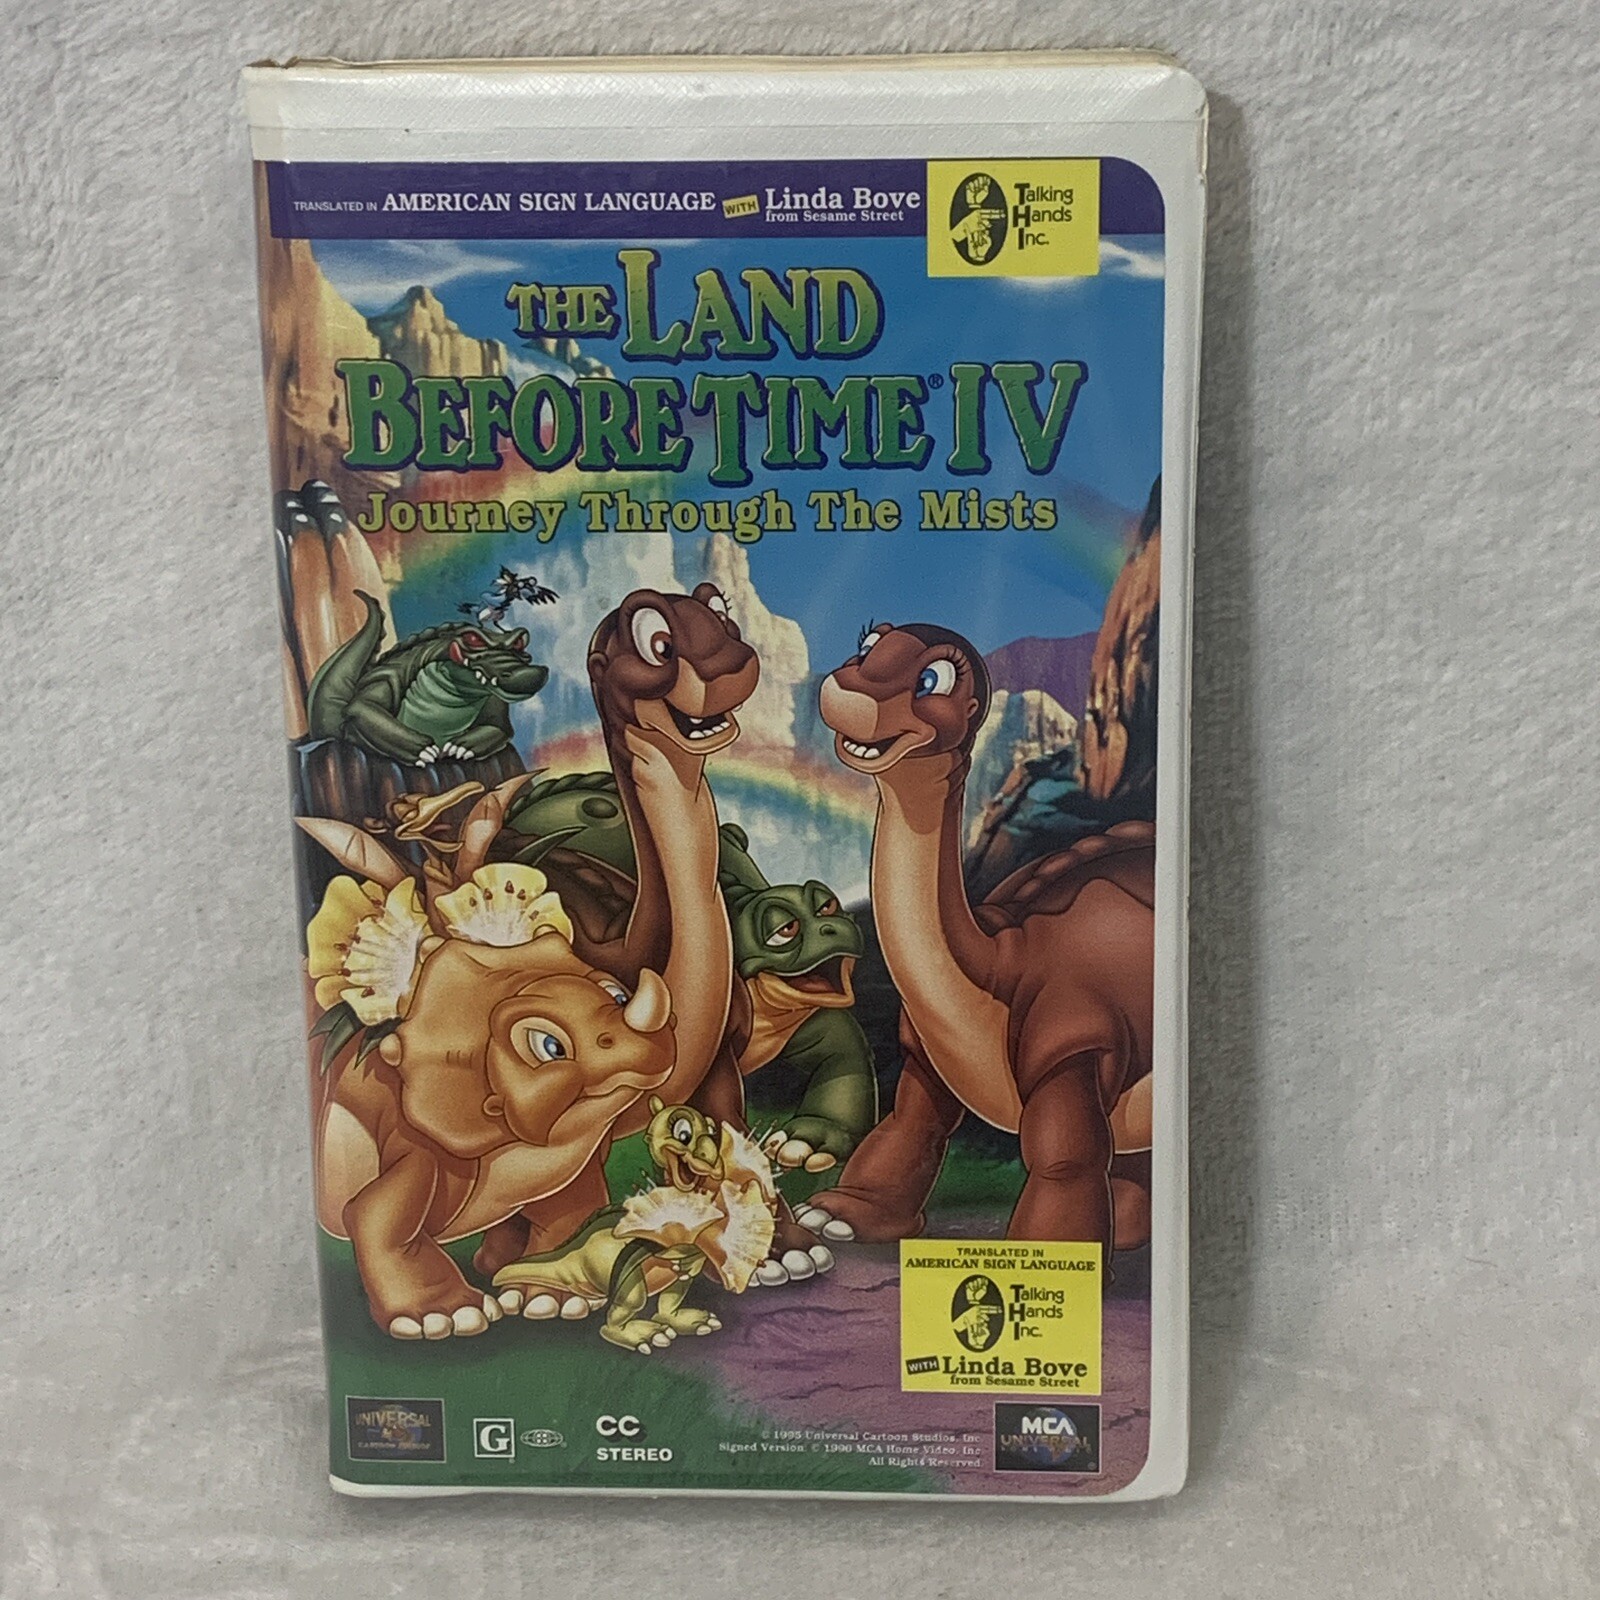 TRANSLATED IN AMERICAN SIGN LANGUAGE WITH Linda Bove
from Sesame Street
Talking
Hands
Inc.
THE LAND
BEFORE TIME® IV
Journey Through The Mists
TRANSLATED IN
AMERICAN SIGN LANGUAGE
Talking
Hands
Inc.
WITH Linda Bove
from Sesame Street
UNIVERSAL
CARTOON STUDIOS
G
CC
STEREO
© 1995 Universal Cartoon Studios, Inc.
Signed Version © 1996 MCA Home Video, Inc.
All Rights Reserved.
MCA
UNIVERSAL
HOME VIDEO
®